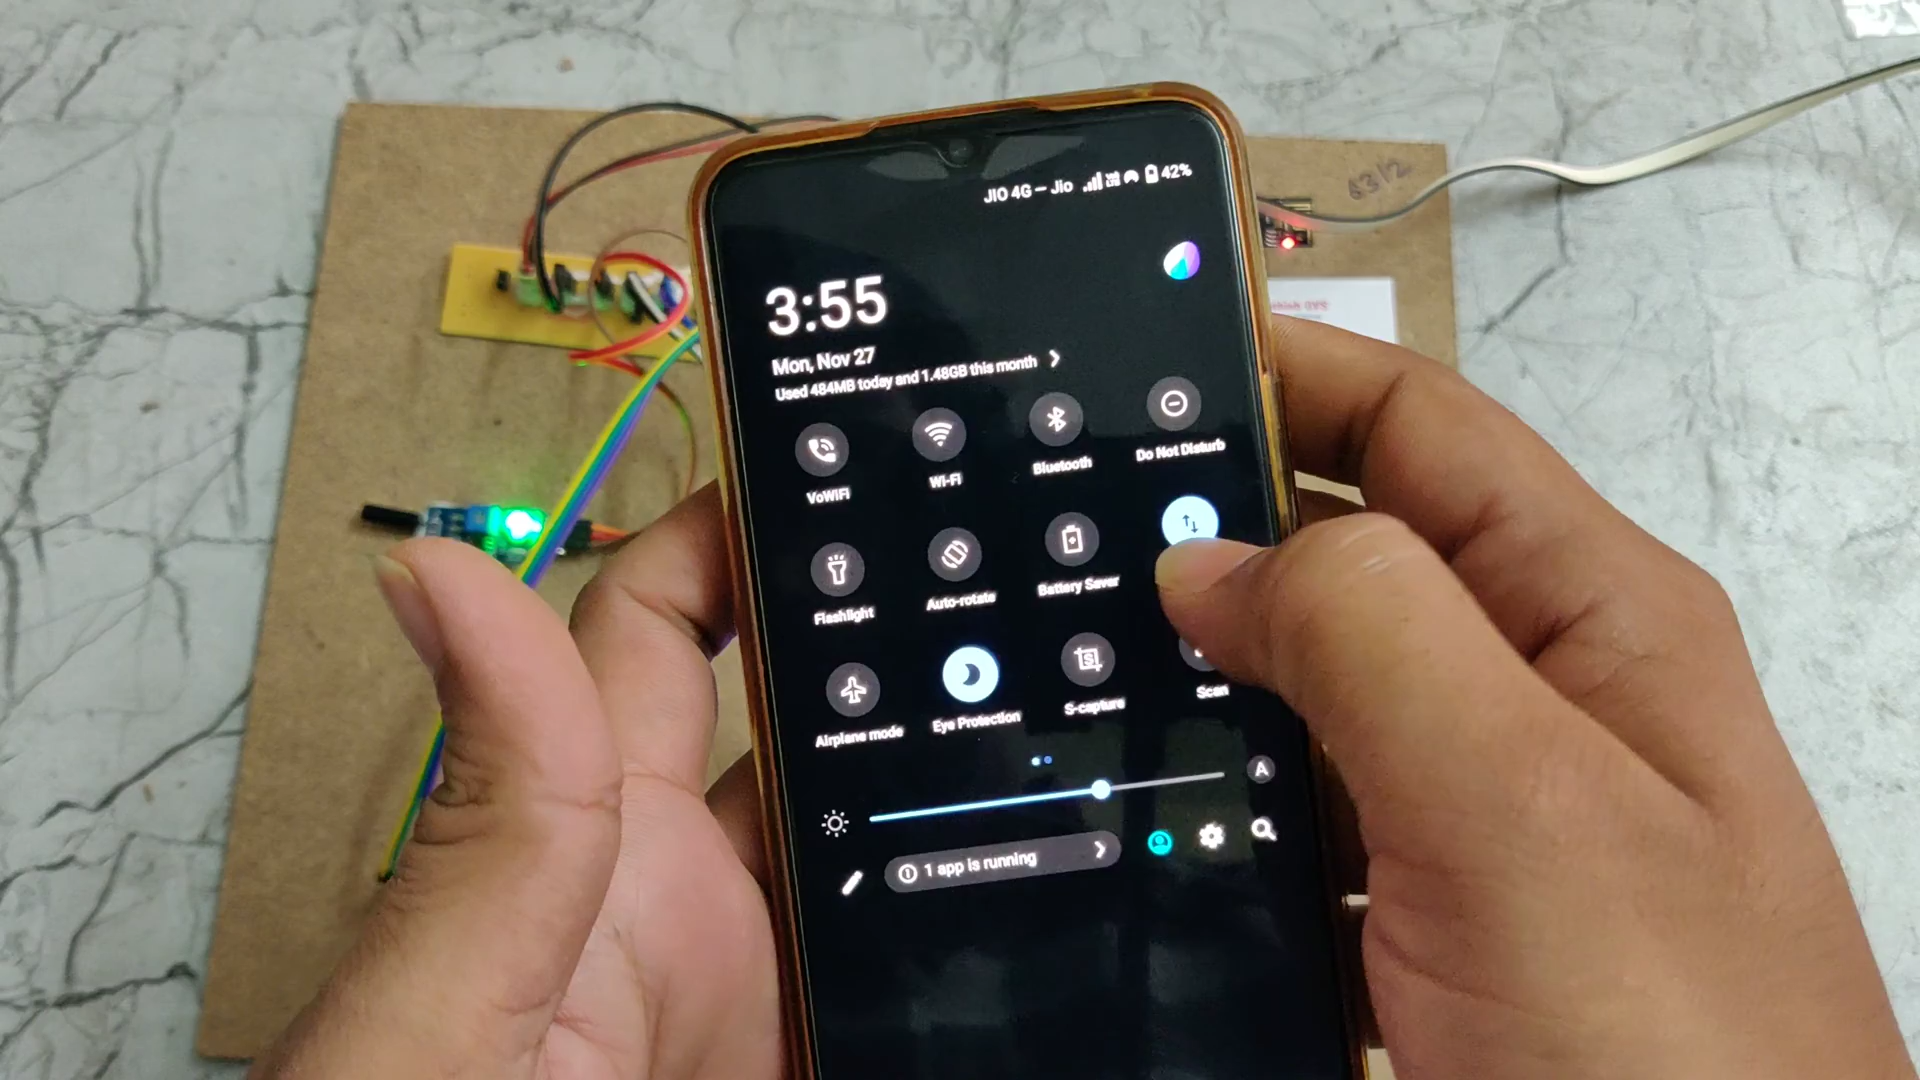 JIO 4G — Jio 42%
3:55
Mon, Nov 27
Used 484MB today and 1.48GB this month
VoWiFi Wi-Fi Bluetooth Do Not Disturb
Flashlight Auto-rotate Battery Saver
Airplane mode Eye Protection S-capture Scan
A
1 app is running